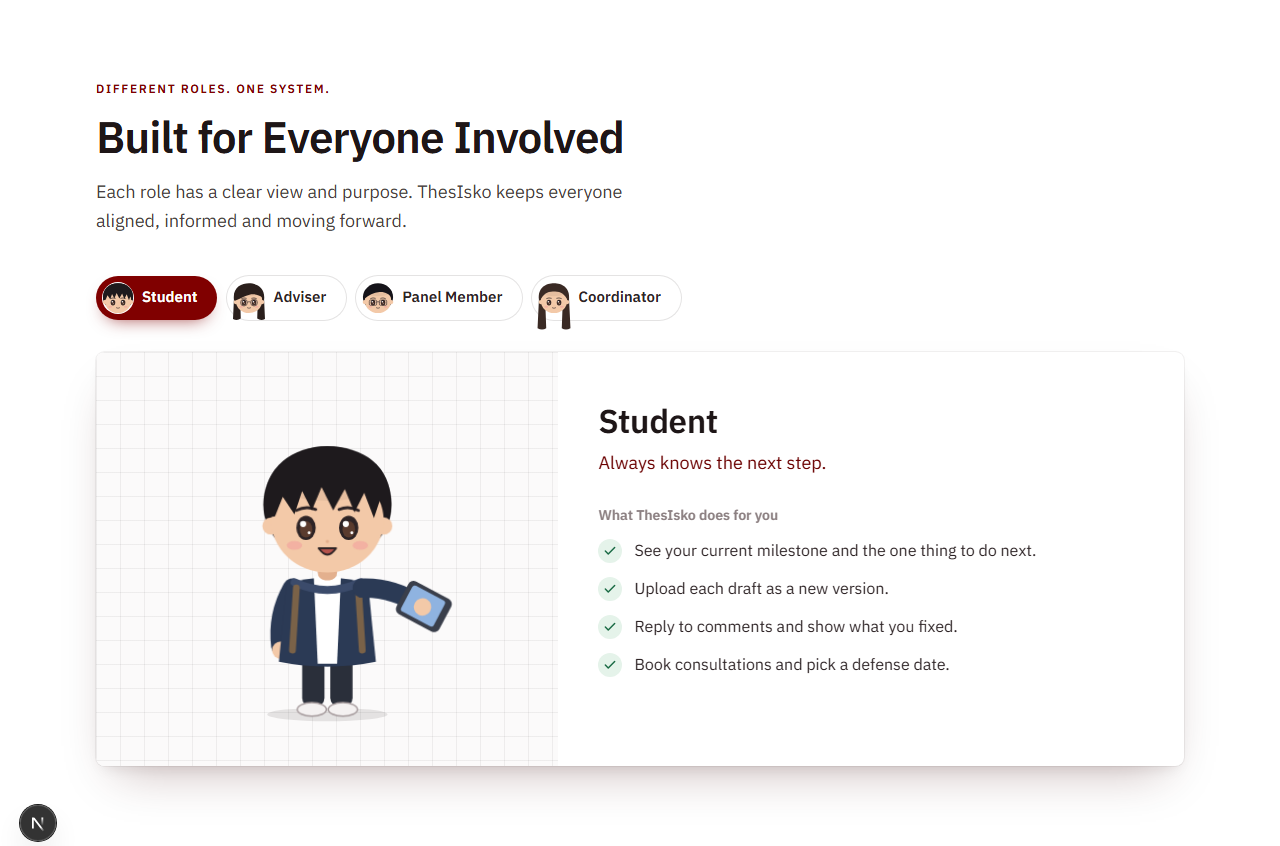 DIFFERENT ROLES. ONE SYSTEM.
Built for Everyone Involved
Each role has a clear view and purpose. ThesIsko keeps everyone
aligned, informed and moving forward.
Student
Adviser
Panel Member
Coordinator
Student
Always knows the next step.
What ThesIsko does for you
See your current milestone and the one thing to do next.
Upload each draft as a new version.
Reply to comments and show what you fixed.
Book consultations and pick a defense date.
N